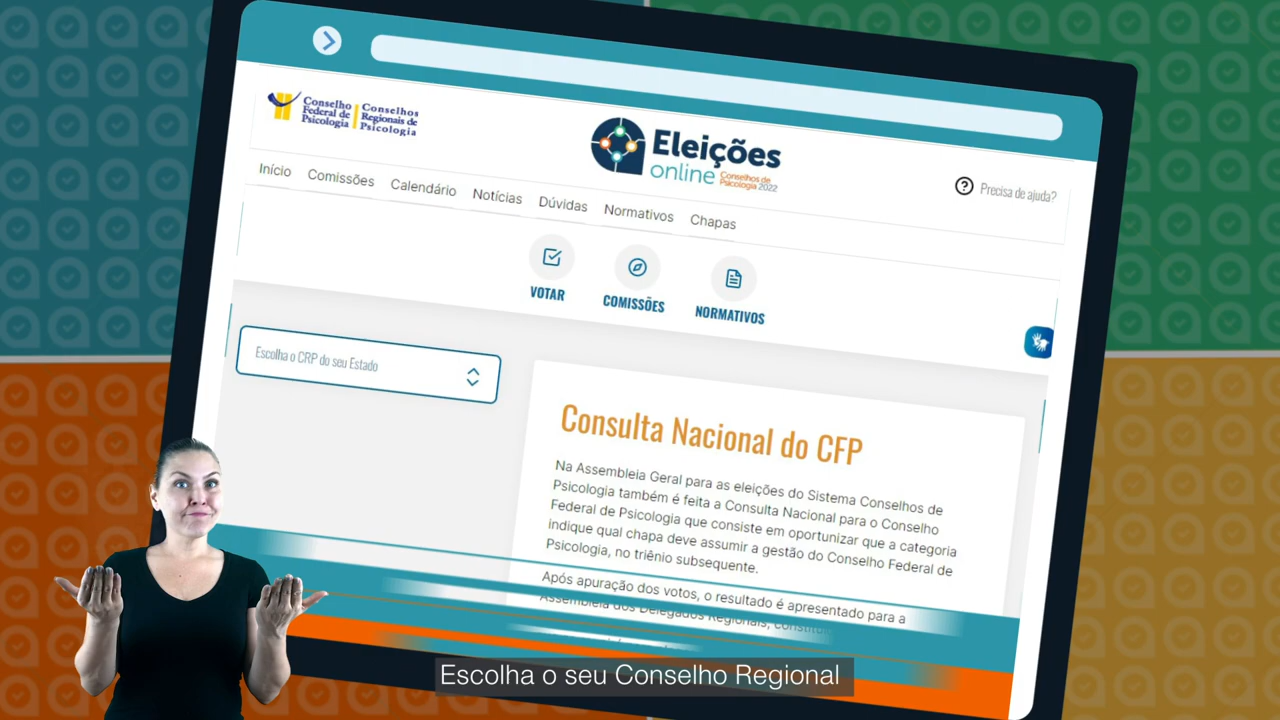 Conselho
Federal de
Psicologia
Conselhos
Regionais de
Psicologia
Eleições
online
Conselhos de
Psicologia 2022
Precisa de ajuda?
Início Comissões Calendário Notícias Dúvidas Normativos Chapas
VOTAR COMISSÕES NORMATIVOS
Escolha o CRP do seu Estado
Consulta Nacional do CFP
Na Assembleia Geral para as eleições do Sistema Conselhos de
Psicologia também é feita a Consulta Nacional para o Conselho
Federal de Psicologia que consiste em oportunizar que a categoria
indique qual chapa deve assumir a gestão do Conselho Federal de
Psicologia, no triênio subsequente.
Após apuração dos votos, o resultado é apresentado para a
Assembleia dos Delegados Regionais,
Escolha o seu Conselho Regional